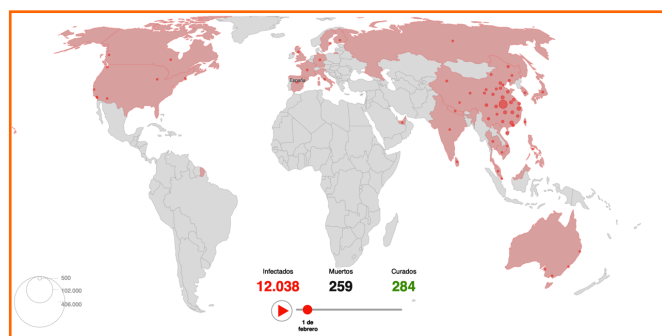 España
Infectados Muertos Curados
12.038 259 284
1 de
febrero
500
102.000
406.000